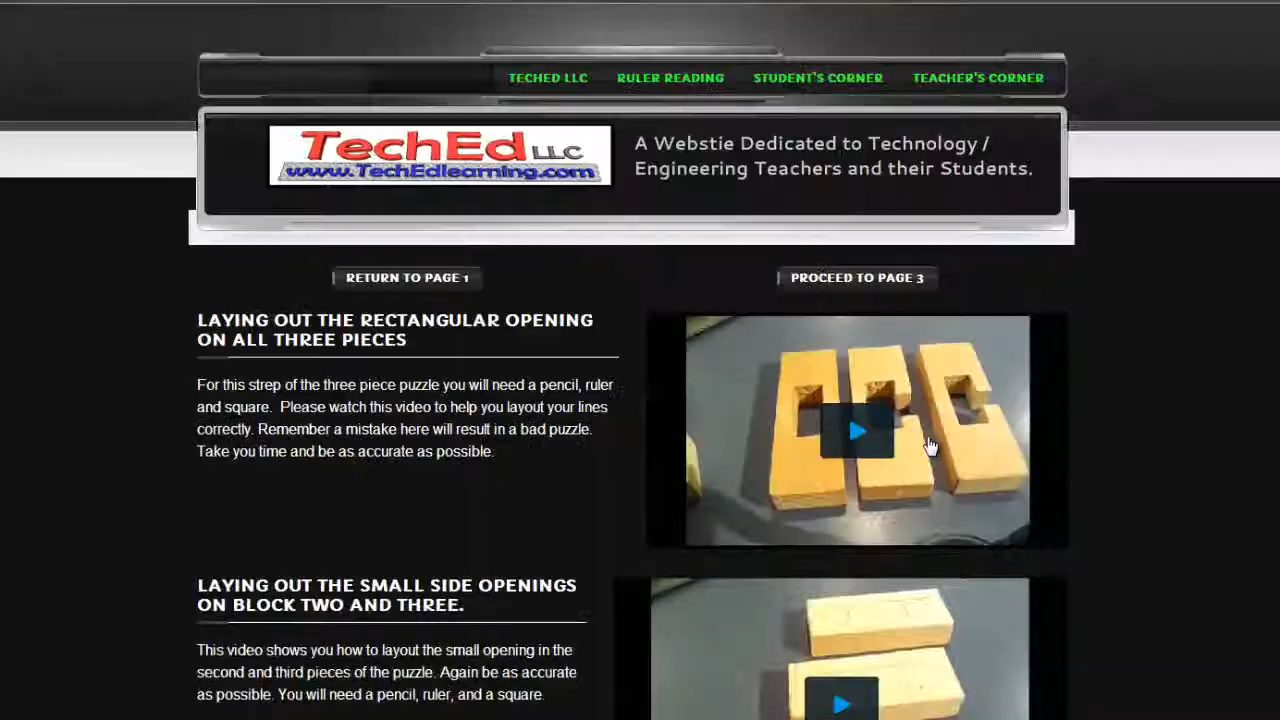 TECHED LLC RULER READING STUDENT'S CORNER TEACHER'S CORNER
TechEd LLC
www.TechEdlearning.com
A Webstie Dedicated to Technology /
Engineering Teachers and their Students.
RETURN TO PAGE 1
PROCEED TO PAGE 3
LAYING OUT THE RECTANGULAR OPENING
ON ALL THREE PIECES
For this strep of the three piece puzzle you will need a pencil, ruler
and square. Please watch this video to help you layout your lines
correctly. Remember a mistake here will result in a bad puzzle.
Take you time and be as accurate as possible.
LAYING OUT THE SMALL SIDE OPENINGS
ON BLOCK TWO AND THREE.
This video shows you how to layout the small opening in the
second and third pieces of the puzzle. Again be as accurate
as possible. You will need a pencil, ruler, and a square.